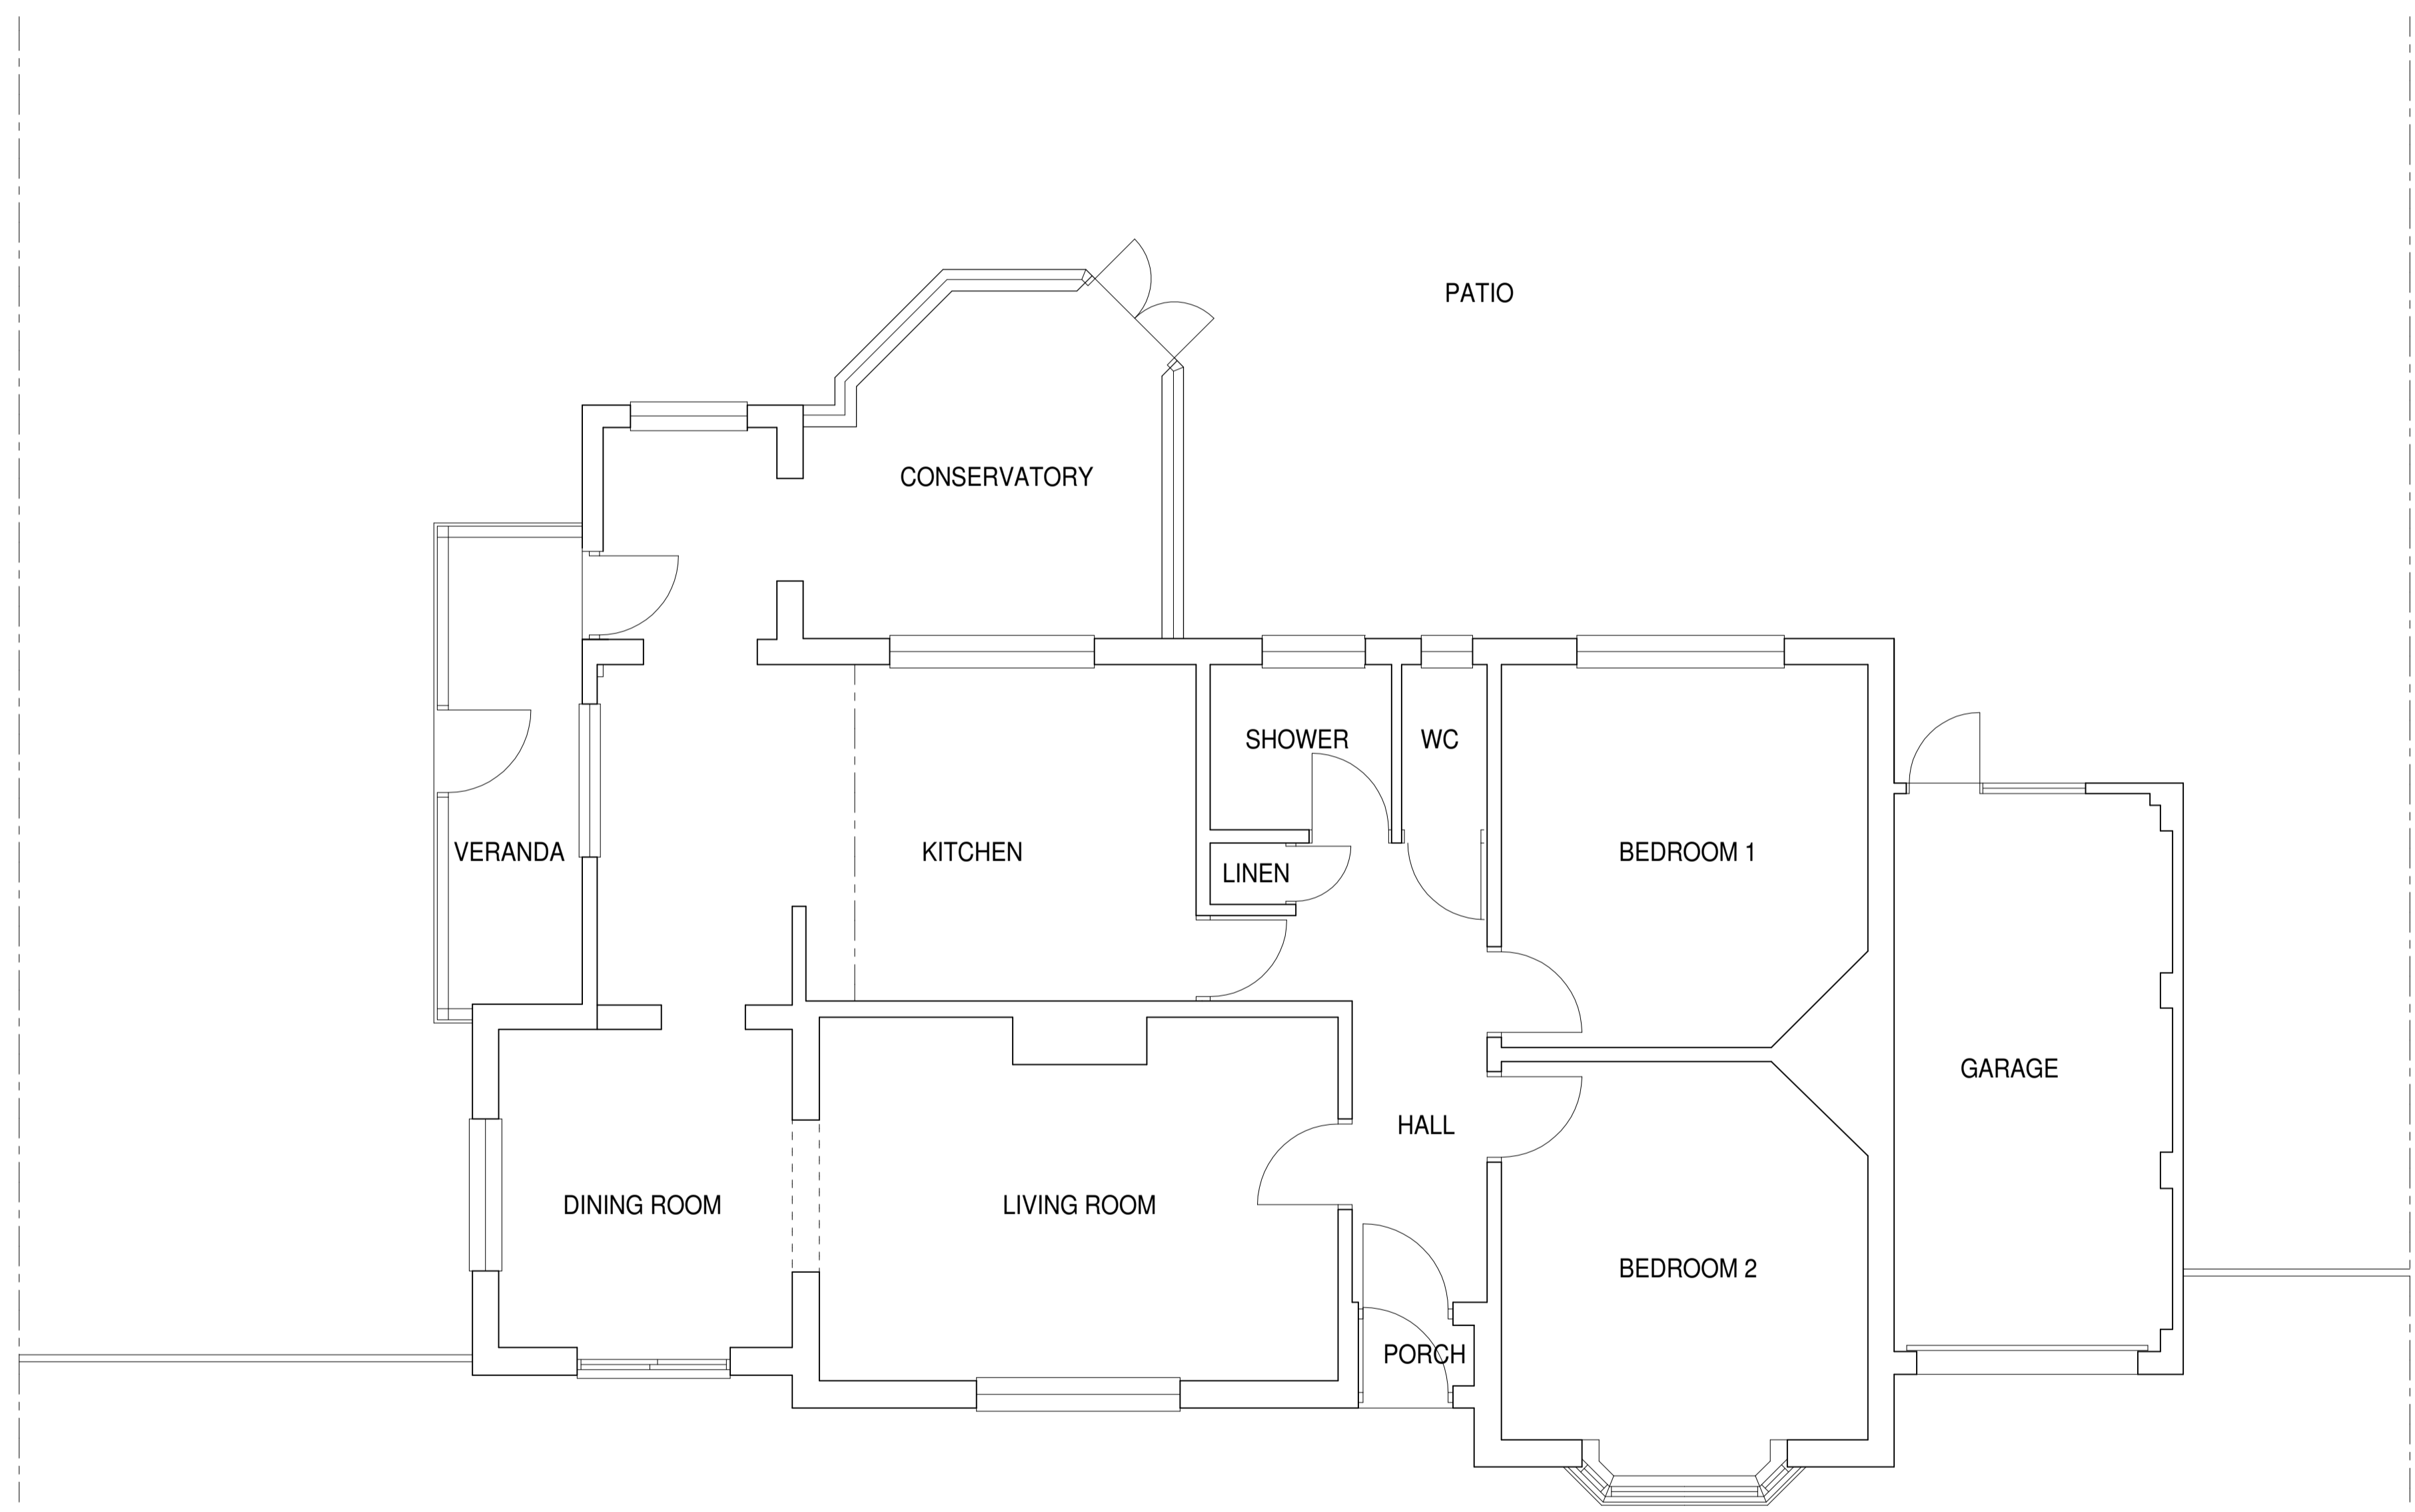 PATIO
CONSERVATORY
SHOWER
WC
VERANDA
KITCHEN
LINEN
BEDROOM 1
GARAGE
HALL
DINING ROOM
LIVING ROOM
BEDROOM 2
PORCH